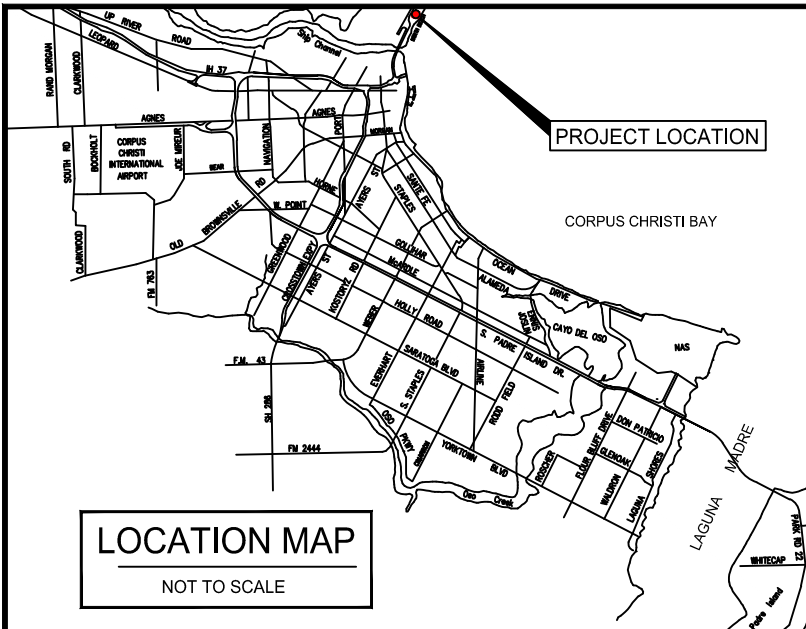 UP RIVER
ROAD
LEOPARD
Ship Channel
IH 37
RAND MORGAN
CLARKWOOD
AGNES
AGNES
PROJECT LOCATION
SOUTH RD
BOCKHOLT
CORPUS
CHRISTI
INTERNATIONAL
AIRPORT
JOE MIREUR
BEAR
NAVIGATION
PORT
MORGAN
HORNE
AYERS ST
STAPLES
SANTE FE
CORPUS CHRISTI BAY
CLARKWOOD
OLD BROWNSVILLE RD
W. POINT
FM 763
GREENWOOD
CROSSTOWN EXPY
AYERS ST
KOSTORYZ RD
GOLLIHAR
McARDLE
WEBER
HOLLY ROAD
ALAMEDA
OCEAN
DRIVE
ENNIS
JOSLIN
CAYO DEL OSO
NAS
S. PADRE ISLAND DR.
F.M. 43
SARATOGA BLVD
EVERHART
S. STAPLES
AIRLINE
RODD FIELD
SH 286
FM 2444
OSO PKWY
YORKTOWN BLVD
Oso Creek
ROSCHER
FLOUR BLUFF DRIVE
DON PATRICIO
GLENOAK
WALDRON
LAGUNA SHORES
LAGUNA MADRE
PARK RD 22
WHITECAP
Padre Island
LOCATION MAP
NOT TO SCALE